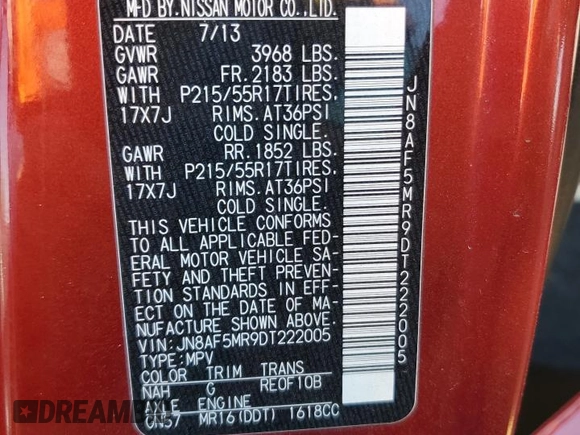 MFD BY NISSAN MOTOR CO.,LTD.
DATE 7/13
GVWR 3968 LBS.
GAWR FR. 2183 LBS.
WITH P215/55R17TIRES.
17X7J RIMS. AT36PSI
COLD SINGLE.
GAWR RR. 1852 LBS.
WITH P215/55R17TIRES.
17X7J RIMS. AT36PSI
COLD SINGLE.
THIS VEHICLE CONFORMS
TO ALL APPLICABLE FED-
ERAL MOTOR VEHICLE SA-
FETY AND THEFT PREVEN-
TION STANDARDS IN EFF-
ECT ON THE DATE OF MA-
NUFACTURE SHOWN ABOVE.
VIN:JN8AF5MR9DT222005
TYPE:MPV
COLOR TRIM TRANS
NAH G RE0F10B
AXLE ENGINE
GN57 MR16(DDT) 1618CC
JN8AF5MR9DT222005